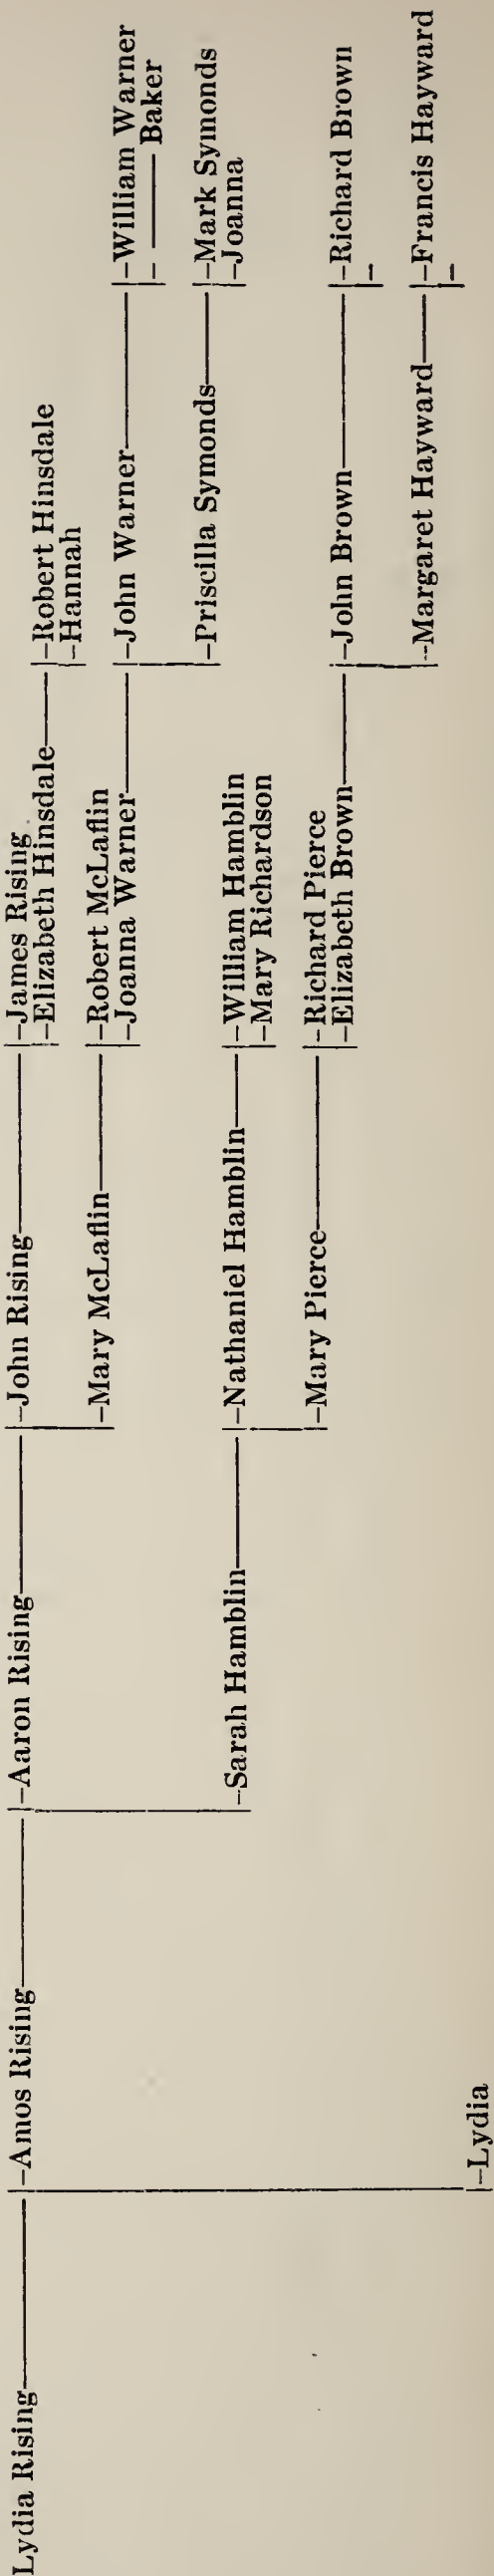 Lydia Rising——|–Amos Rising——|–Aaron Rising——|–John Rising——|–James Rising
|–Elizabeth Hinsdale——|–Robert Hinsdale
|–Hannah
|–Mary McLaflin——|–Robert McLaflin
|–Joanna Warner——|–John Warner——|–William Warner
|– —— Baker
|–Priscilla Symonds——|–Mark Symonds
|–Sarah Hamblin——|–Nathaniel Hamblin——|–William Hamblin |–Joanna
|–Mary Richardson
|–Mary Pierce——|–Richard Pierce
|–Elizabeth Brown——|–John Brown——|–Richard Brown
|–
|–Margaret Hayward——|–Francis Hayward
|–
|–Lydia